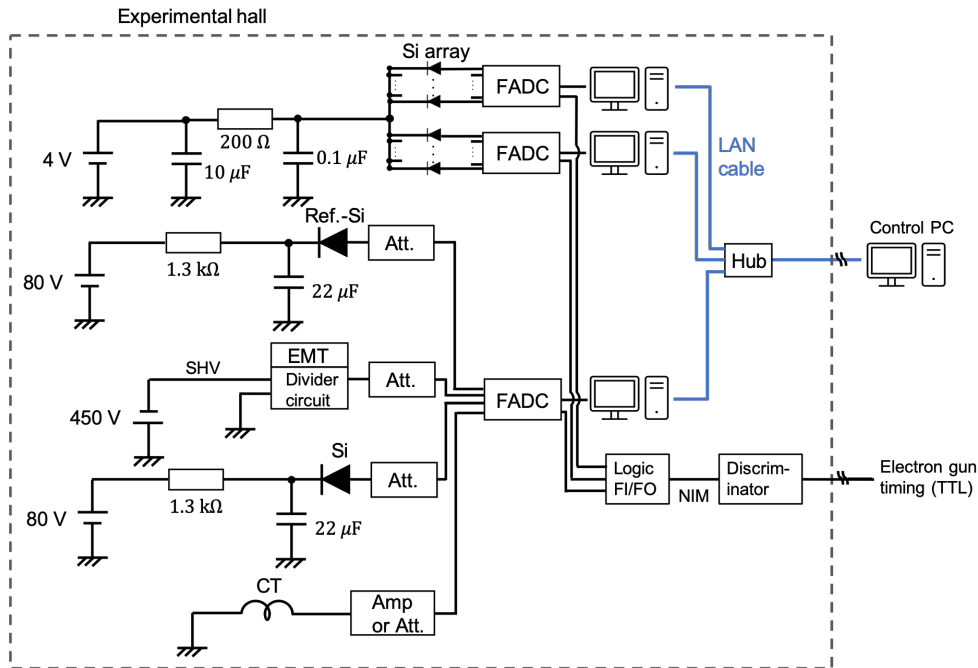 Experimental hall
Si array
FADC
200 Ω
4 V
10 μF
0.1 μF
FADC
LAN
cable
Ref.-Si
Att.
1.3 kΩ
80 V
22 μF
Control PC
Hub
EMT
SHV
Divider
circuit
Att.
450 V
FADC
Si
Att.
1.3 kΩ
80 V
22 μF
Logic
FI/FO
NIM
Discrim-
inator
Electron gun
timing (TTL)
CT
Amp
or Att.